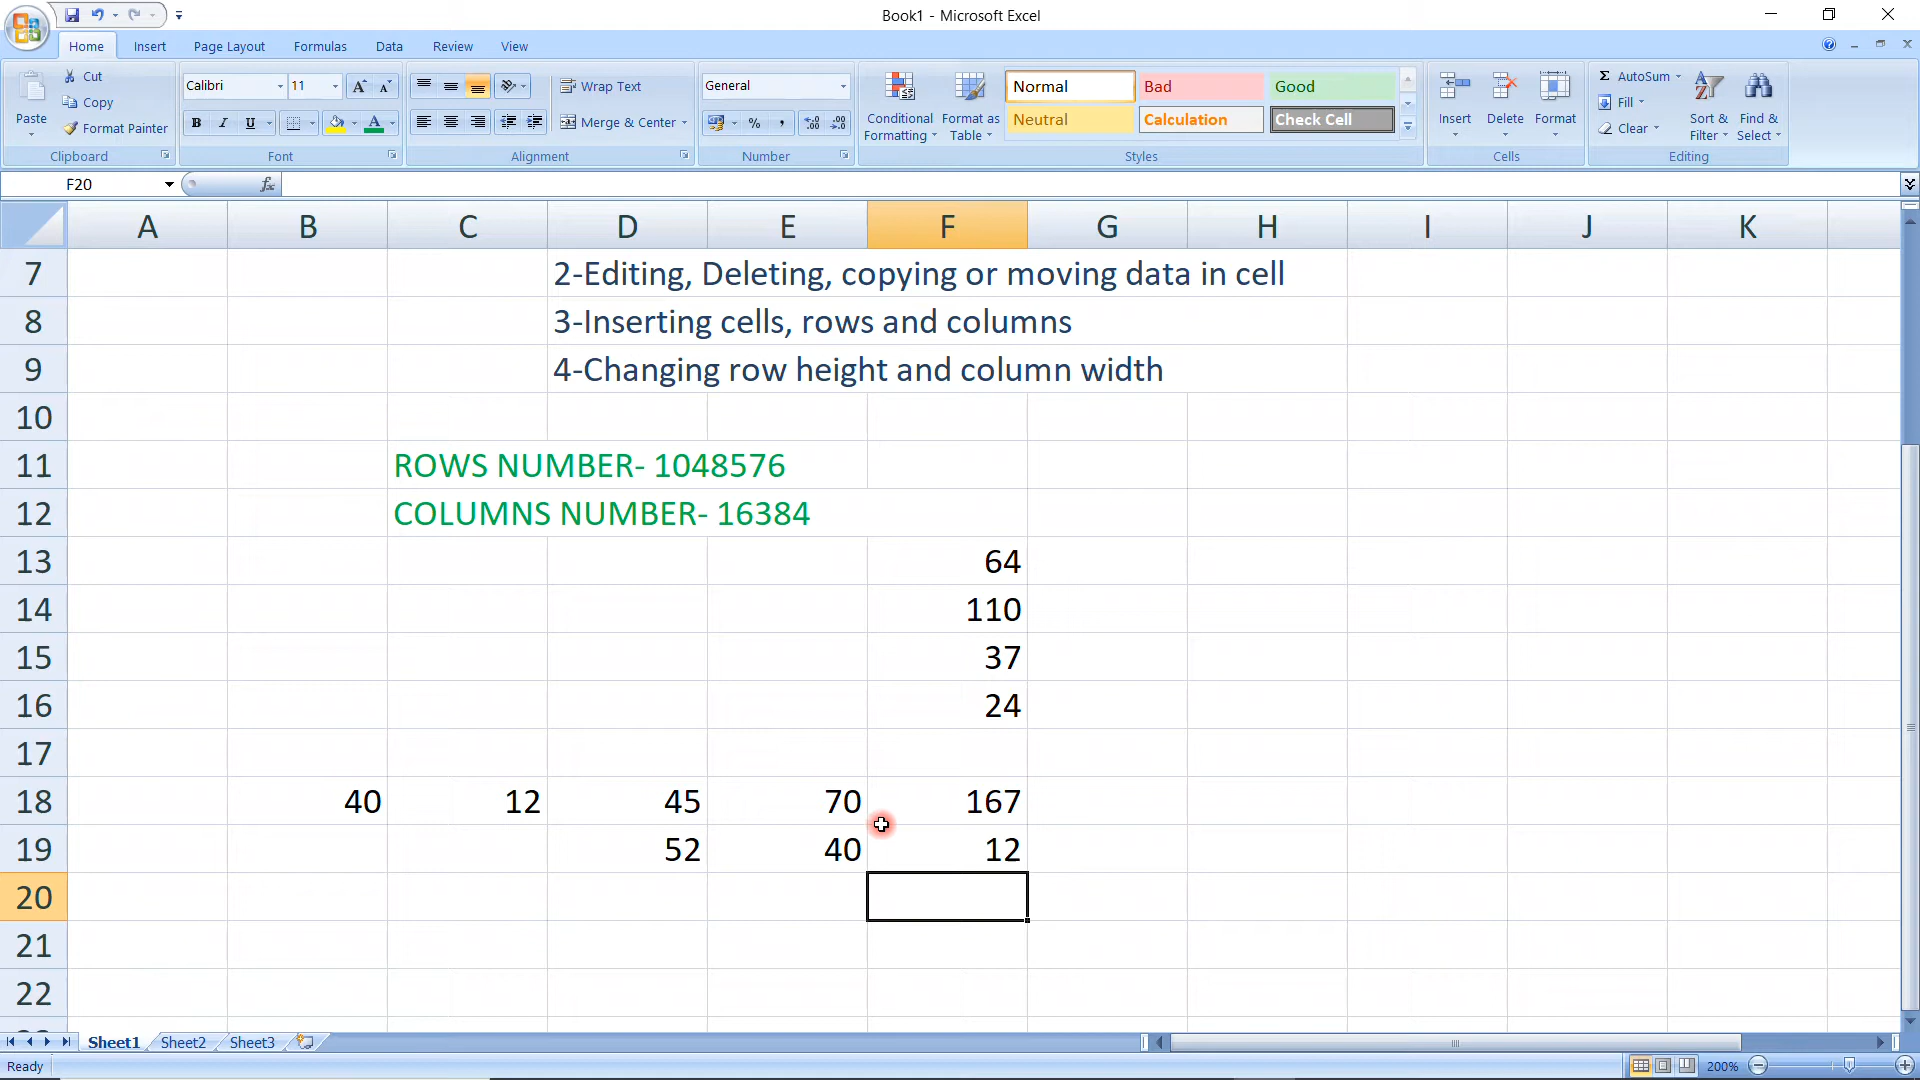 Book1 - Microsoft Excel
Home Insert Page Layout Formulas Data Review View
Cut
Copy
Format Painter
Paste
Clipboard
Calibri 11
B I U
Font
Wrap Text
Merge & Center
Alignment
General
Number
Conditional Formatting
Format as Table
Normal Bad Good
Neutral Calculation Check Cell
Styles
Insert Delete Format
Cells
AutoSum
Fill
Clear
Sort & Filter
Find & Select
Editing
F20 fx
A B C D E F G H I J K
7 2-Editing, Deleting, copying or moving data in cell
8 3-Inserting cells, rows and columns
9 4-Changing row height and column width
10
11 ROWS NUMBER- 1048576
12 COLUMNS NUMBER- 16384
13 64
14 110
15 37
16 24
17
18 40 12 45 70 167
19 52 40 12
20
21
22
Sheet1 Sheet2 Sheet3
Ready 200%